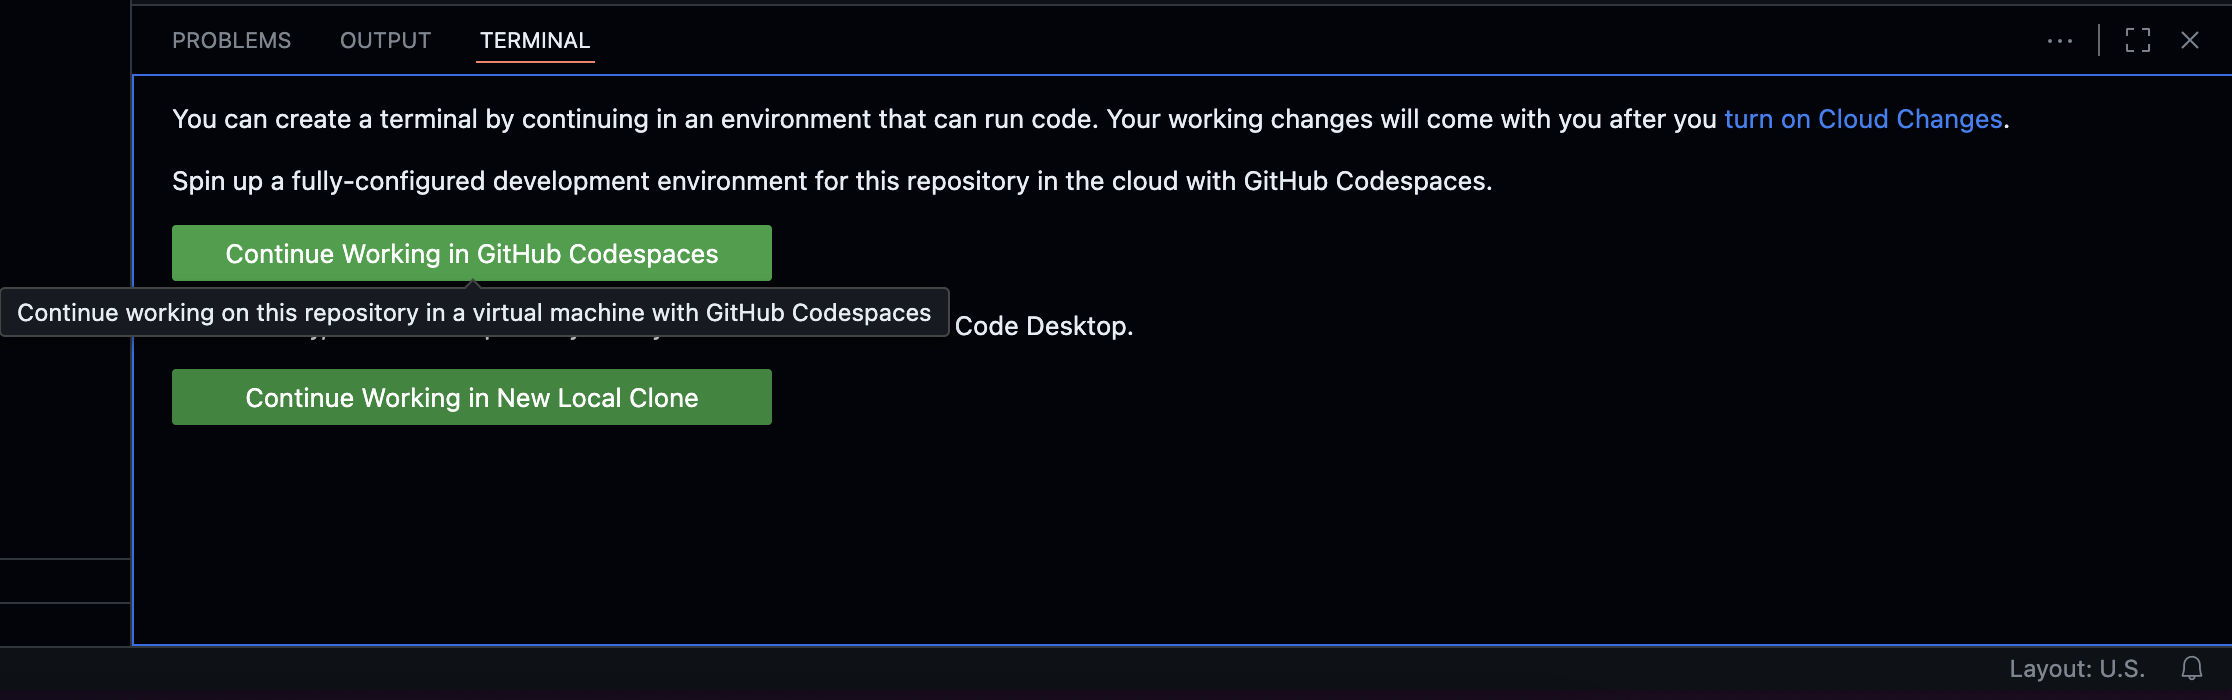 PROBLEMS OUTPUT TERMINAL
You can create a terminal by continuing in an environment that can run code. Your working changes will come with you after you turn on Cloud Changes.
Spin up a fully-configured development environment for this repository in the cloud with GitHub Codespaces.
Continue Working in GitHub Codespaces
Continue working on this repository in a virtual machine with GitHub Codespaces
Code Desktop.
Continue Working in New Local Clone
Layout: U.S.